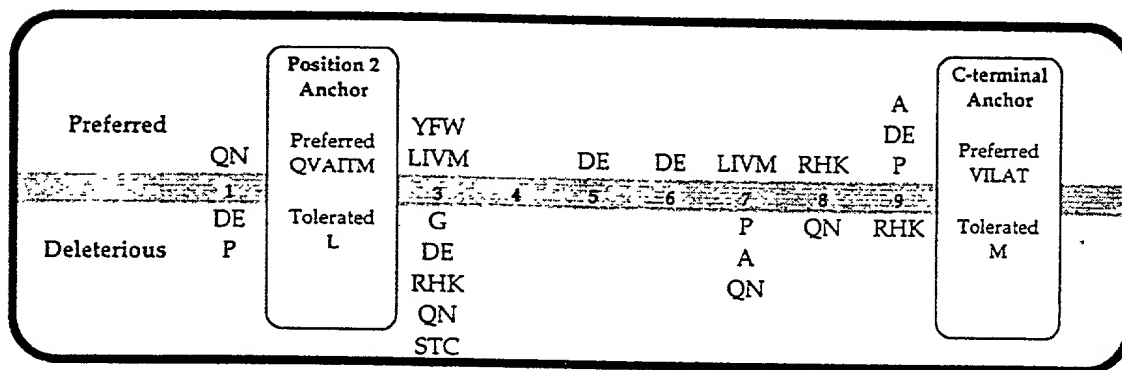 Preferred
Deleterious
QN
1
DE
P
Position 2
Anchor
Preferred
QVAITM
Tolerated
L
YFW
LIVM
3
G
DE
RHK
QN
STC
4
DE
5
DE
6
LIVM
7
P
A
QN
RHK
8
QN
A
DE
P
9
RHK
C-terminal
Anchor
Preferred
VILAT
Tolerated
M